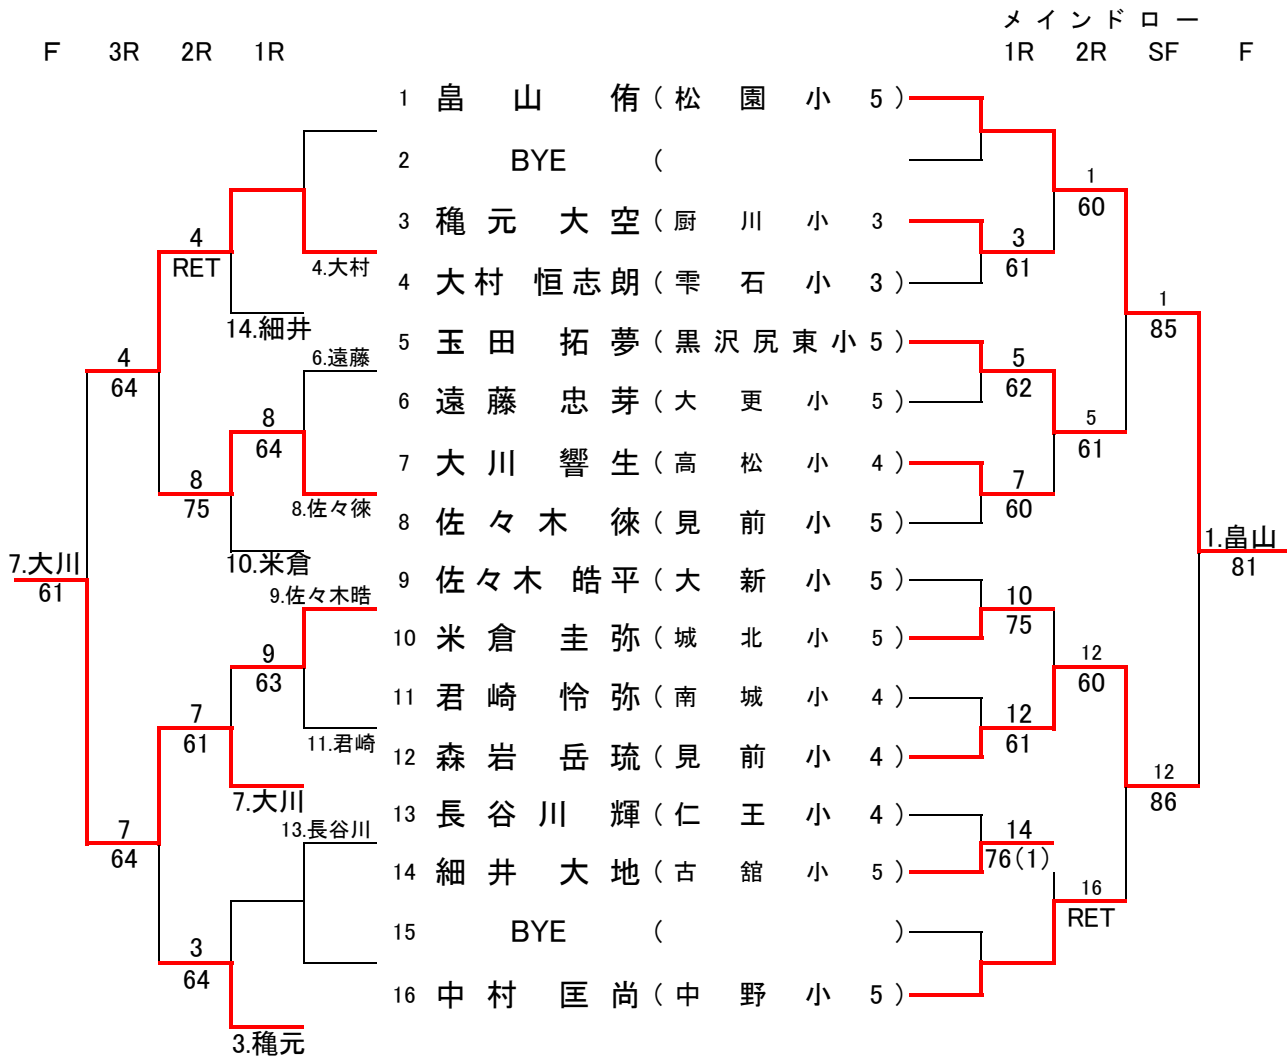 メインドロー
F 3R 2R 1R 1R 2R SF F
1 畠山 侑 ( 松園小 5 )
2 BYE (
3 穐元 大空 ( 厨川小 3
4 大村 恒志朗 ( 雫石小 3 )
5 玉田 拓夢 ( 黒沢尻東小 5 )
6 遠藤 忠芽 ( 大更小 5 )
7 大川 響生 ( 高松小 4 )
8 佐々木 徠 ( 見前小 5 )
9 佐々木 皓平 ( 大新小 5 )
10 米倉 圭弥 ( 城北小 5 )
11 君崎 怜弥 ( 南城小 4 )
12 森岩 岳琉 ( 見前小 4 )
13 長谷川 輝 ( 仁王小 4 )
14 細井 大地 ( 古舘小 5 )
15 BYE ( )
16 中村 匡尚 ( 中野小 5 )
4.大村
14.細井
6.遠藤
8
64
8.佐々徠
10.米倉
9.佐々木晧
9
63
11.君崎
7.大川
13.長谷川
3.穐元
4
RET
8
75
7
61
3
64
4
64
7
64
7.大川
61
3
61
5
62
7
60
10
75
12
61
14
76(1)
1
60
5
61
12
60
16
RET
1
85
12
86
1.畠山
81